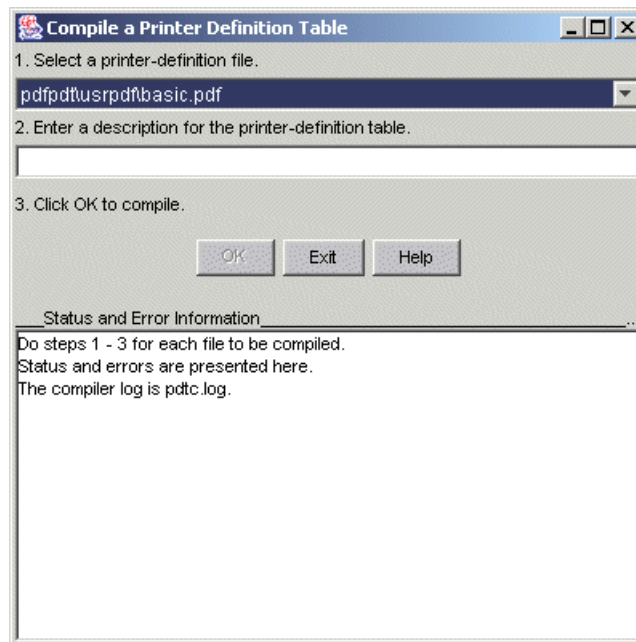 Compile a Printer Definition Table
1. Select a printer-definition file.
pdfpdt\usrpdf\basic.pdf
2. Enter a description for the printer-definition table.
3. Click OK to compile.
OK Exit Help
___Status and Error Information___...
Do steps 1 - 3 for each file to be compiled.
Status and errors are presented here.
The compiler log is pdtc.log.